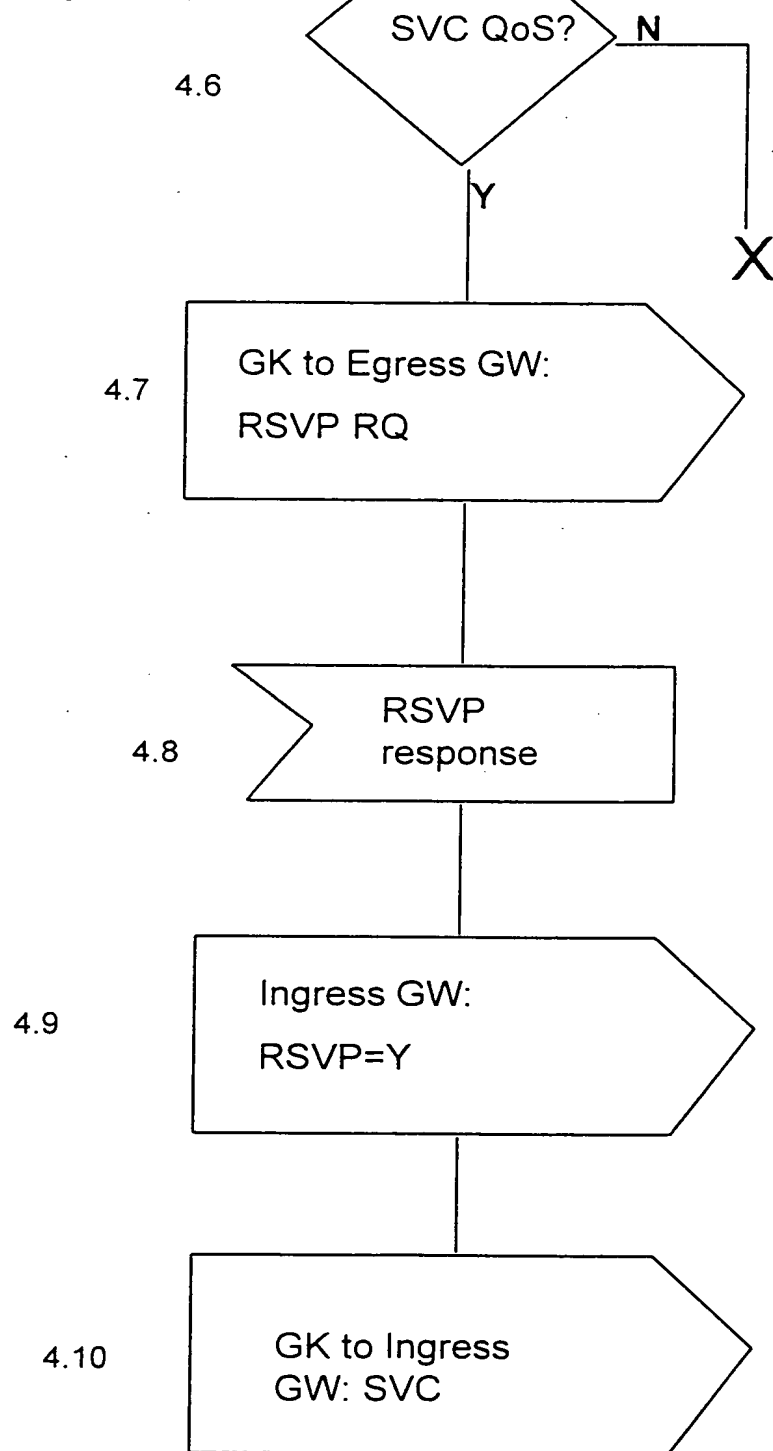 SVC QoS?
N
4.6
Y
X
GK to Egress GW:
4.7
RSVP RQ
RSVP
4.8
response
Ingress GW:
4.9
RSVP=Y
4.10
GK to Ingress
GW: SVC